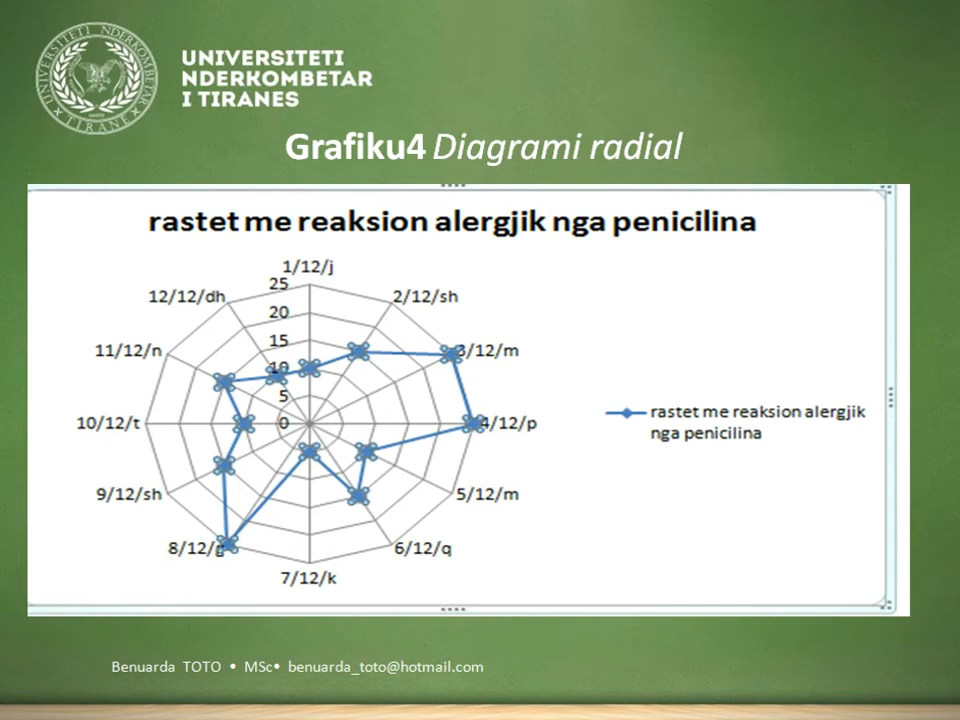 UNIVERSITETI NDERKOMBETAR TIRANE
UNIVERSITETI
NDERKOMBETAR
I TIRANES
Grafiku4 Diagrami radial
rastet me reaksion alergjik nga penicilina
1/12/j
2/12/sh
3/12/m
4/12/p
5/12/m
6/12/q
7/12/k
8/12/g
9/12/sh
10/12/t
11/12/n
12/12/dh
25
20
15
10
5
0
rastet me reaksion alergjik
nga penicilina
Benuarda TOTO • MSc• benuarda_toto@hotmail.com